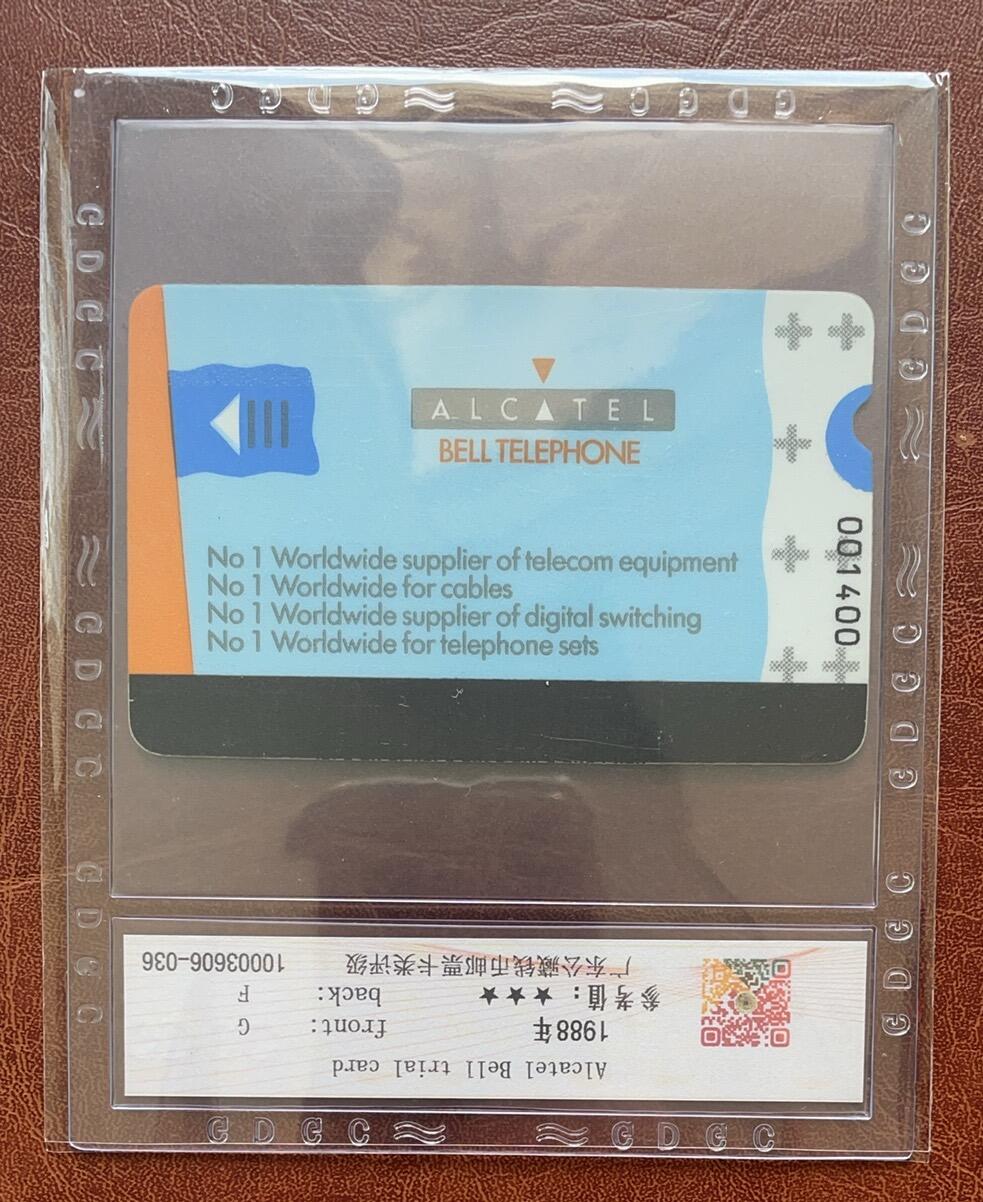 G D G C
C G D G
ALCATEL
BELL TELEPHONE
No 1 Worldwide supplier of telecom equipment
No 1 Worldwide for cables
No 1 Worldwide supplier of digital switching
No 1 Worldwide for telephone sets
001400
G D G C
G D G C
G D G C
G D G C
G D G C
G D G C
Alcatel Bell trial card
1988年 front: G
参考值: ★★★ back: F
广东公藏钱币邮票卡类评级 10003606-036
G D G C
G D G C